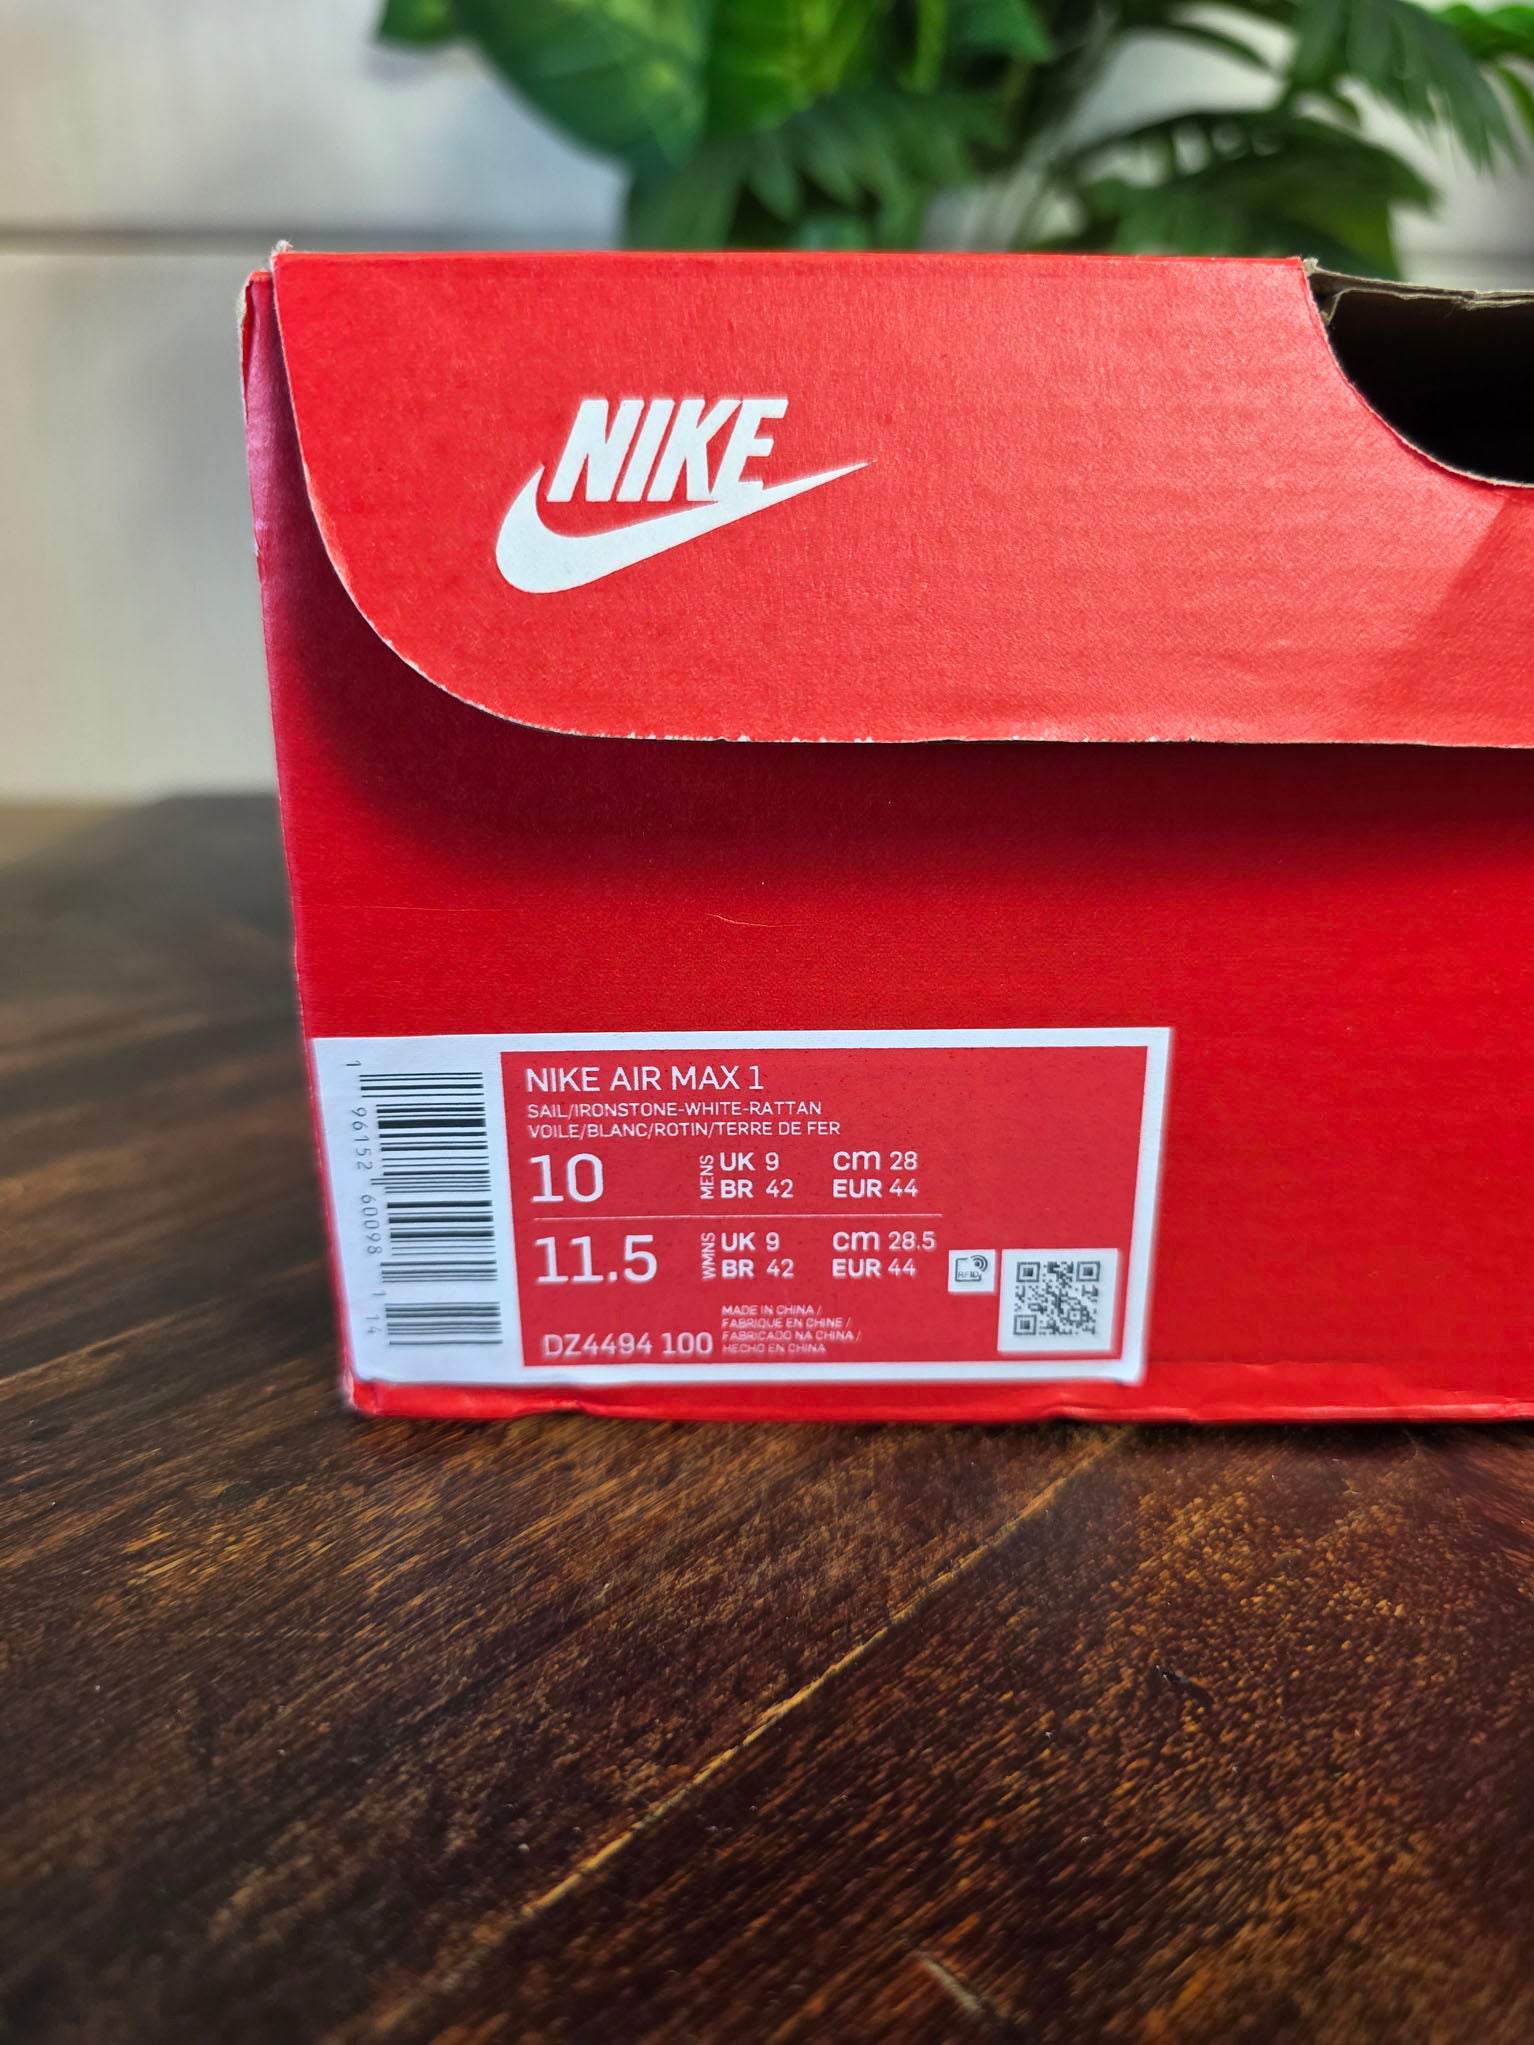 NIKE
NIKE AIR MAX 1
SAIL/IRONSTONE-WHITE-RATTAN
VOILE/BLANC/ROTIN/TERRE DE FER
10 MENS UK 9 cm 28
BR 42 EUR 44
11.5 WMNS UK 9 cm 28.5
BR 42 EUR 44
RFID
MADE IN CHINA /
FABRIQUE EN CHINE /
FABRICADO NA CHINA /
HECHO EN CHINA
DZ4494 100
1 96152 60098 1 14